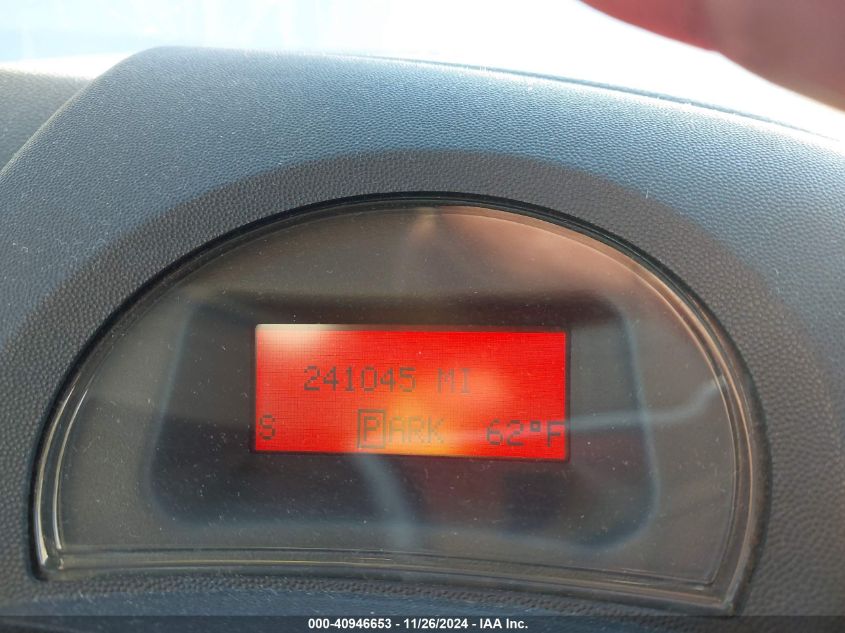 241045 MI
S PARK 62°F
000-40946653 - 11/26/2024 - IAA Inc.